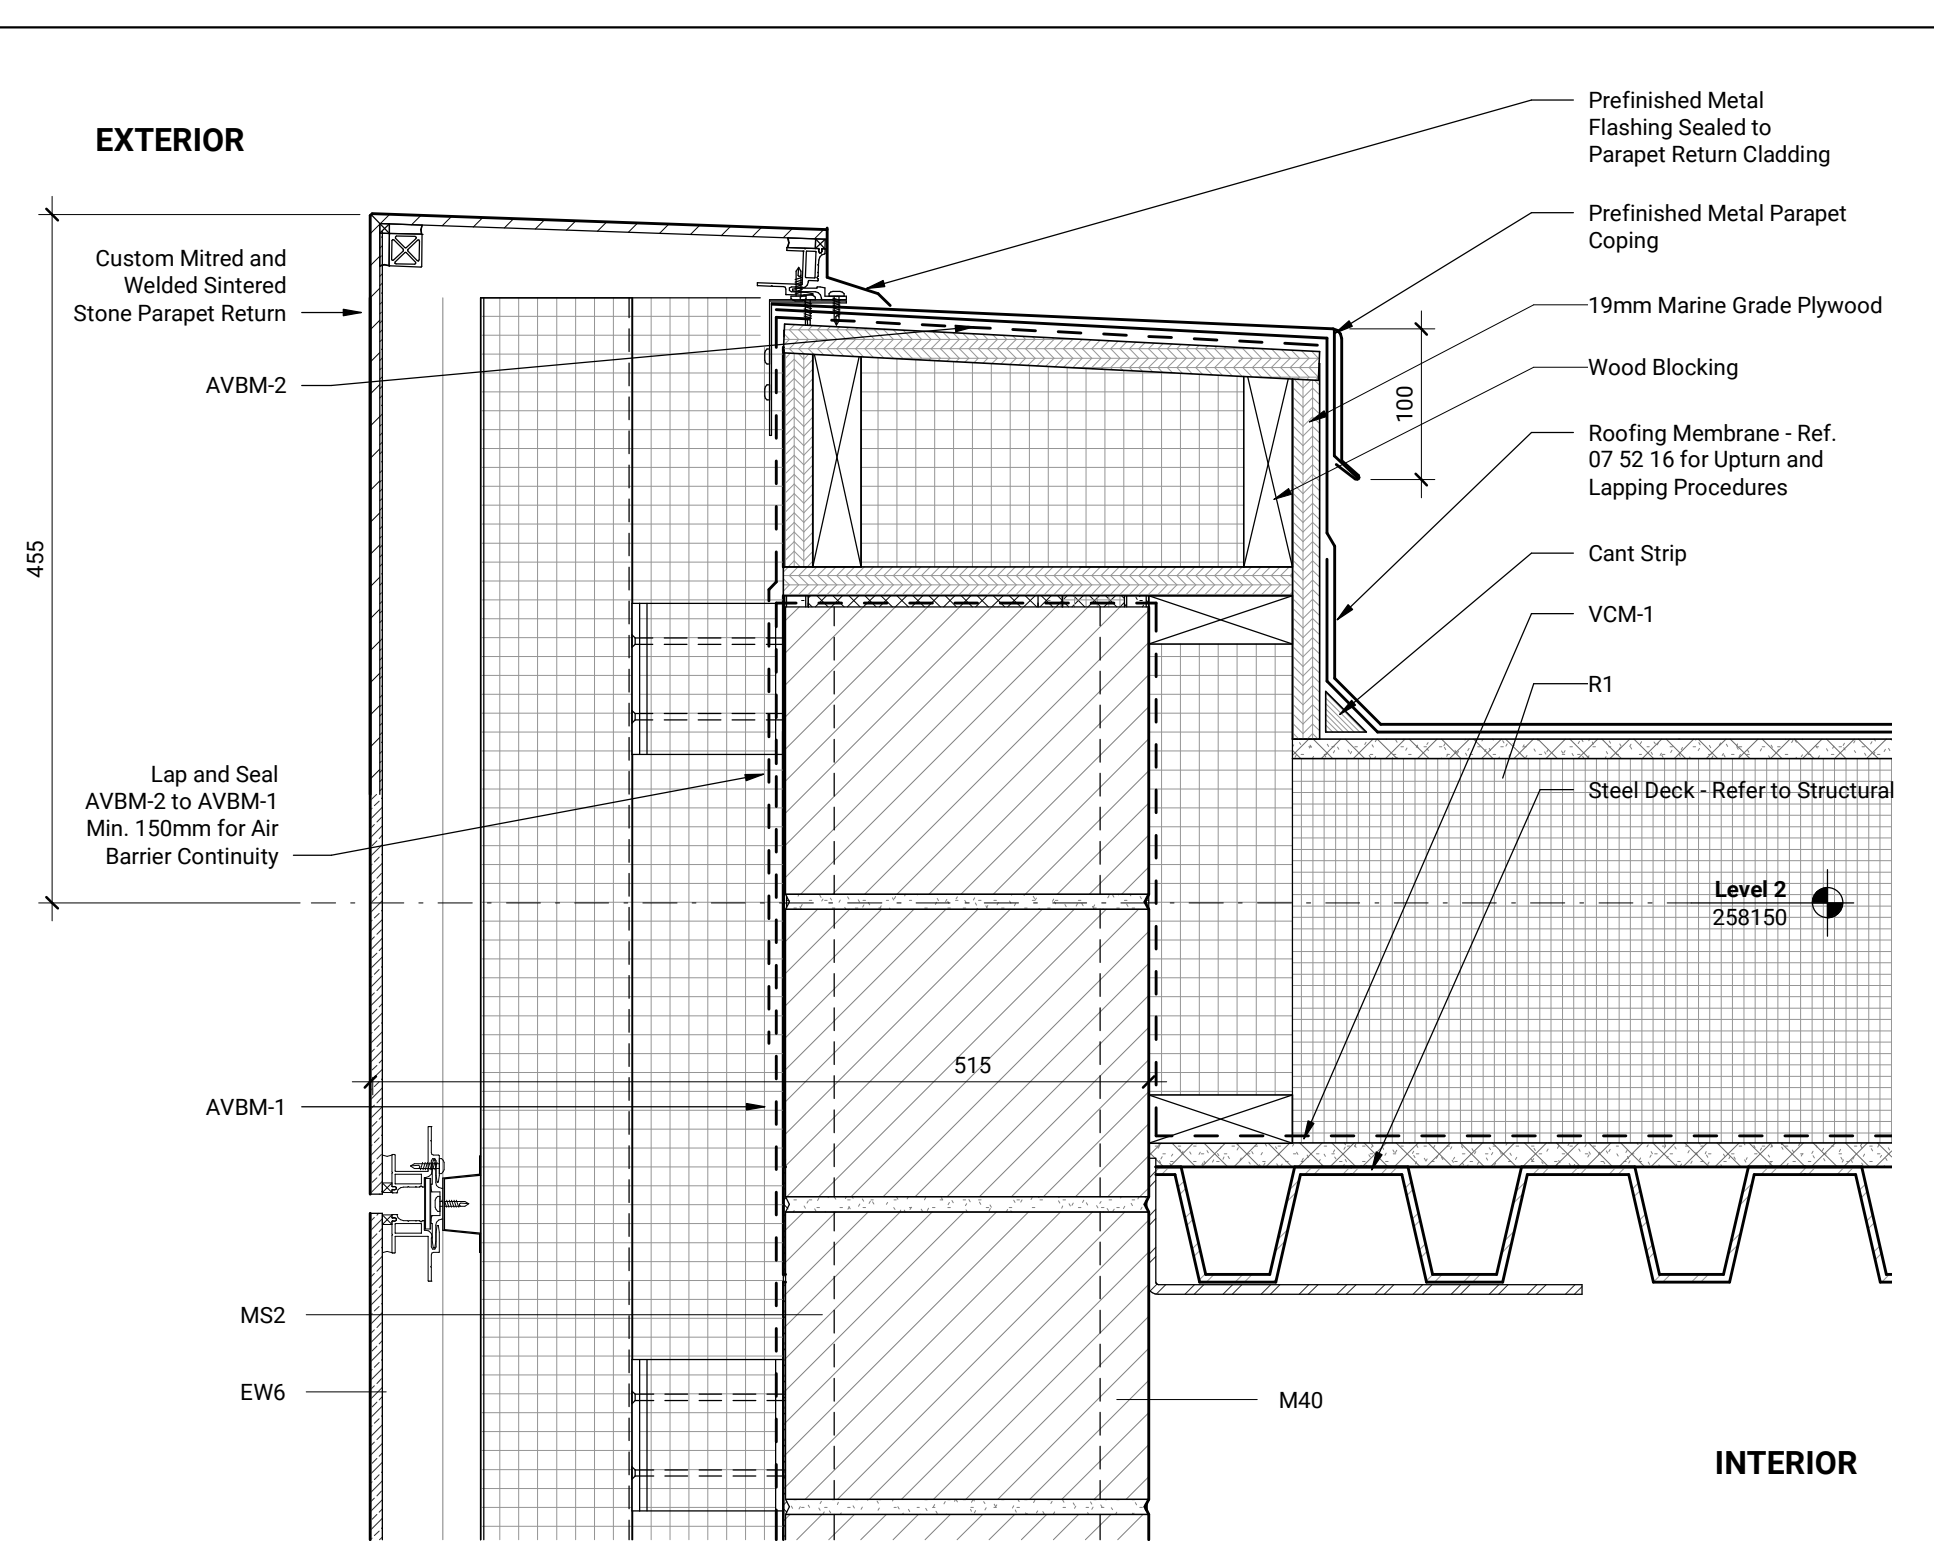 EXTERIOR
Prefinished Metal
Flashing Sealed to
Parapet Return Cladding
Prefinished Metal Parapet
Coping
19mm Marine Grade Plywood
Wood Blocking
100
Roofing Membrane - Ref.
07 52 16 for Upturn and
Lapping Procedures
Cant Strip
VCM-1
R1
Steel Deck - Refer to Structural
Custom Mitred and
Welded Sintered
Stone Parapet Return
AVBM-2
455
Lap and Seal
AVBM-2 to AVBM-1
Min. 150mm for Air
Barrier Continuity
Level 2
258150
515
AVBM-1
MS2
EW6
M40
INTERIOR